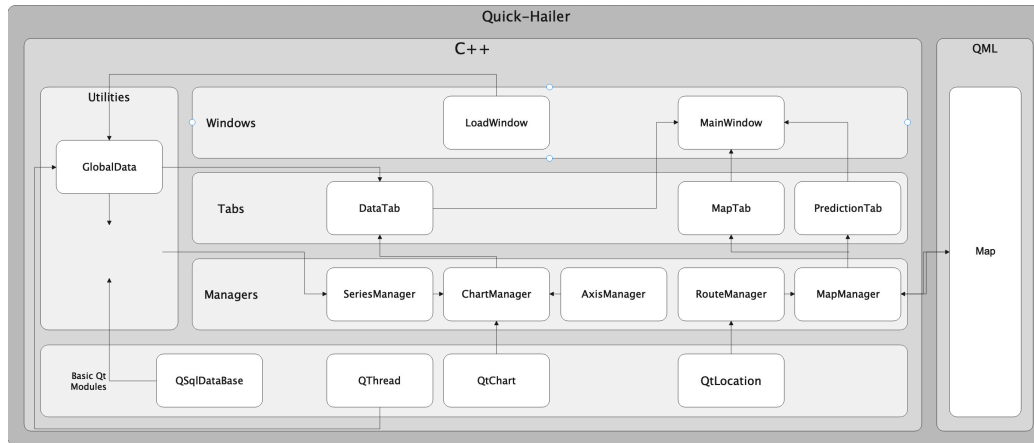 Quick-Hailer
C++
QML
Utilities
Windows
LoadWindow
MainWindow
GlobalData
Tabs
DataTab
MapTab
PredictionTab
Map
Managers
SeriesManager
ChartManager
AxisManager
RouteManager
MapManager
Basic Qt
Modules
QSqlDataBase
QThread
QtChart
QtLocation